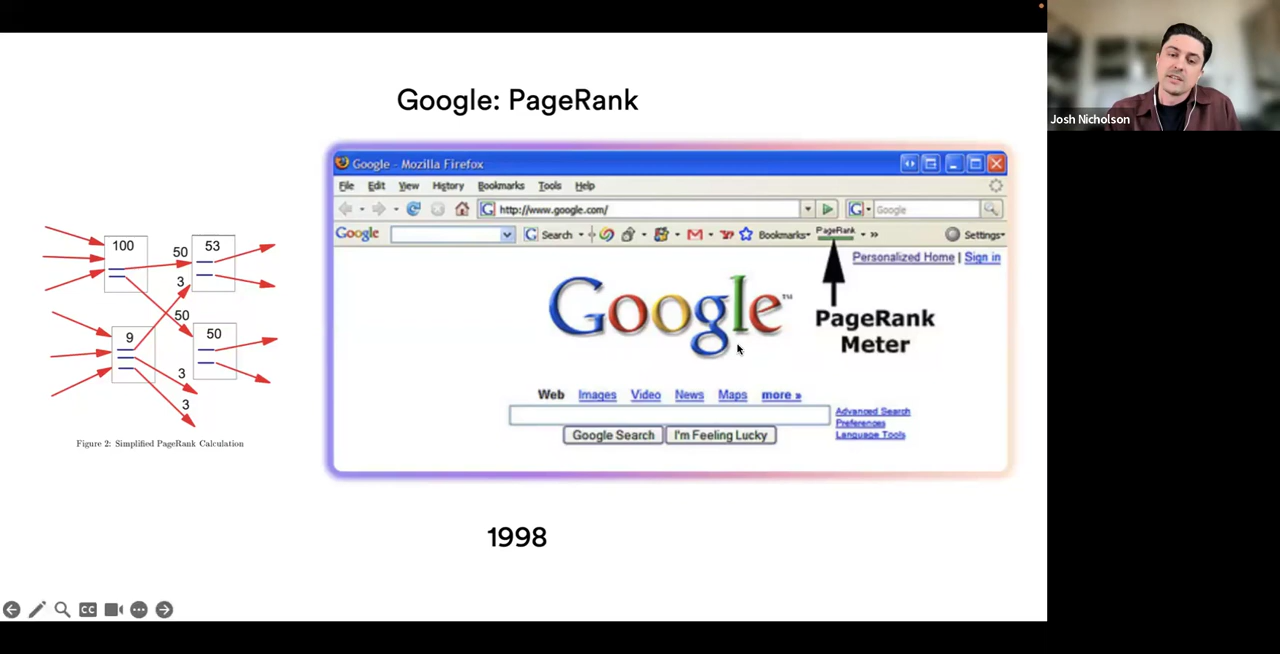 Josh Nicholson
Google: PageRank
100
50
53
3
50
9
50
3
3
Figure 2: Simplified PageRank Calculation
Google - Mozilla Firefox
File Edit View History Bookmarks Tools Help
http://www.google.com/
G Google
Google
G Search
Bookmarks
PageRank
»
Settings
Personalized Home | Sign in
Google™
PageRank
Meter
Web Images Video News Maps more »
Advanced Search
Preferences
Language Tools
Google Search
I'm Feeling Lucky
1998
CC